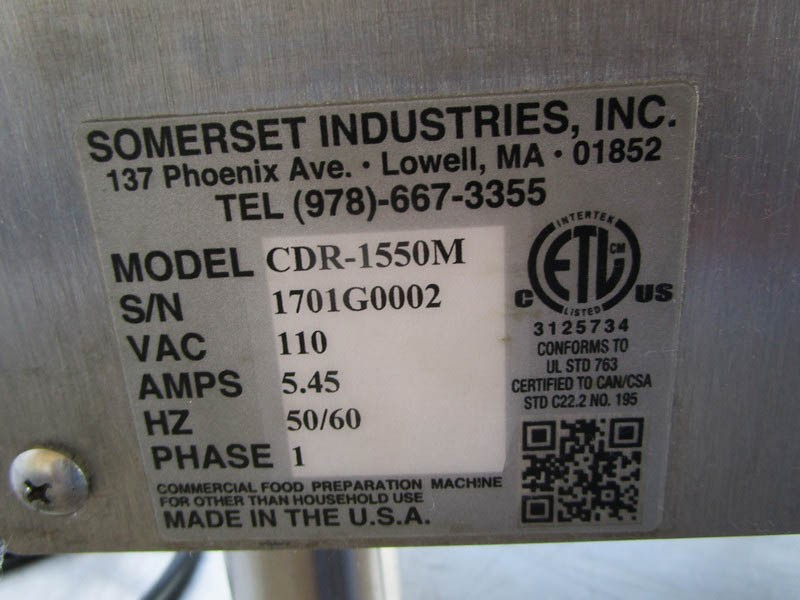 SOMERSET INDUSTRIES, INC.
137 Phoenix Ave. · Lowell, MA · 01852
TEL (978)-667-3355
MODEL CDR-1550M
S/N 1701G0002
VAC 110
AMPS 5.45
HZ 50/60
PHASE 1
COMMERCIAL FOOD PREPARATION MACHINE
FOR OTHER THAN HOUSEHOLD USE
MADE IN THE U.S.A.
INTERTEK
ETL CM
C US
LISTED
3125734
CONFORMS TO
UL STD 763
CERTIFIED TO CAN/CSA
STD C22.2 NO. 195